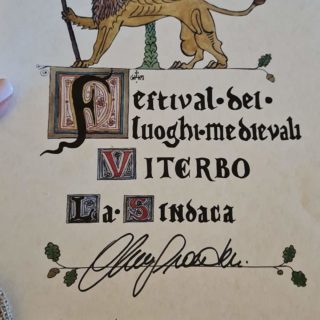 Festival·dei·
luoghi·medievali
VITERBO
La·Sindaca